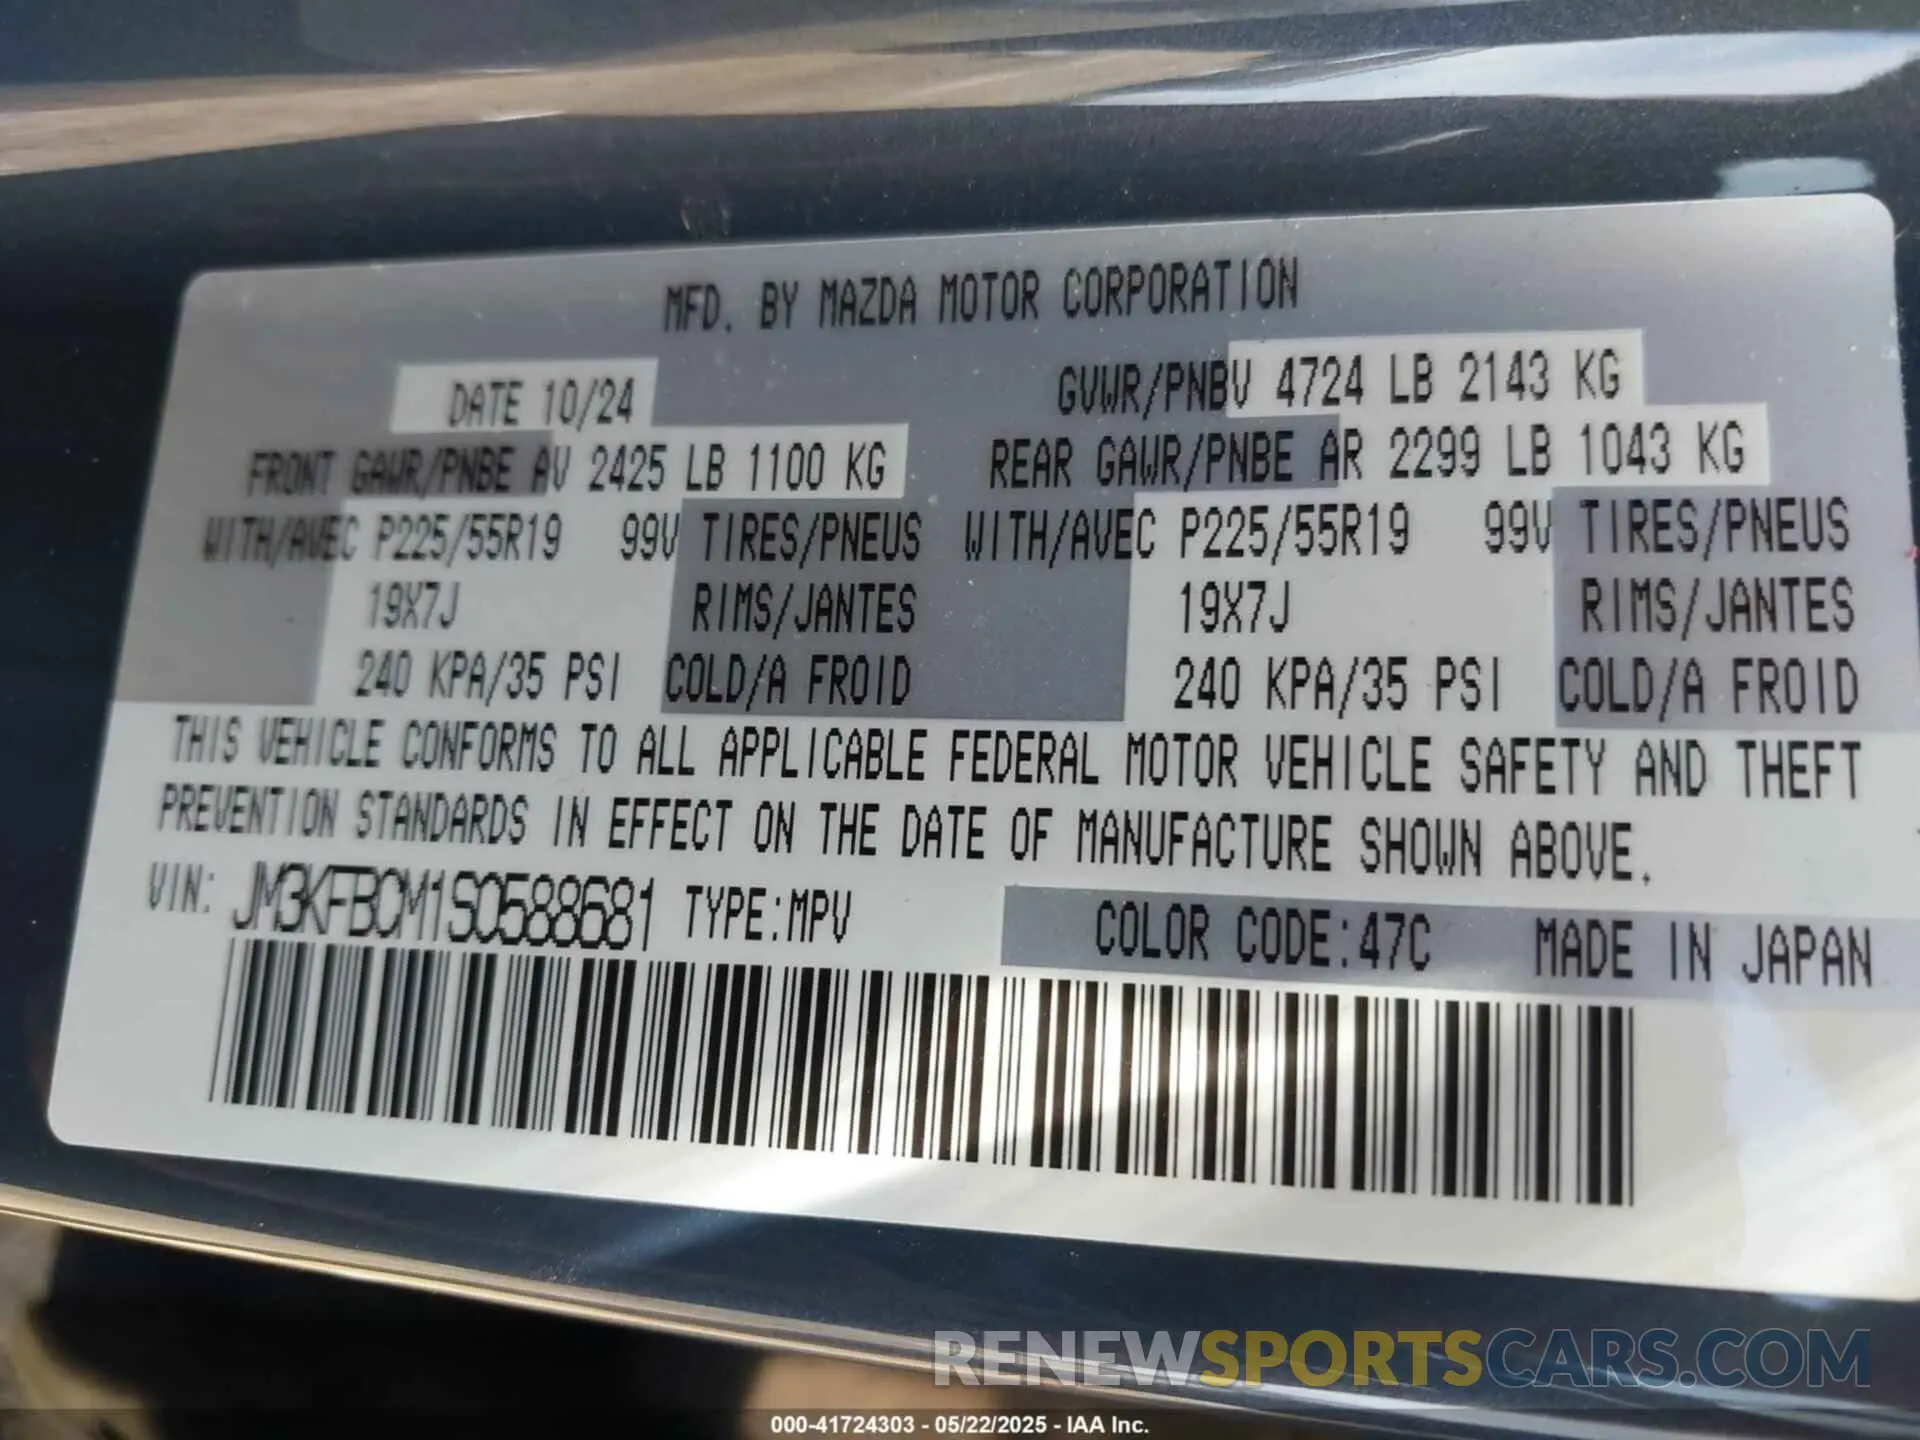 MFD. BY MAZDA MOTOR CORPORATION
DATE 10/24 GVWR/PNBV 4724 LB 2143 KG
FRONT GAWR/PNBE AV 2425 LB 1100 KG REAR GAWR/PNBE AR 2299 LB 1043 KG
WITH/AVEC P225/55R19 99V TIRES/PNEUS WITH/AVEC P225/55R19 99V TIRES/PNEUS
19X7J RIMS/JANTES 19X7J RIMS/JANTES
240 KPA/35 PSI COLD/A FROID 240 KPA/35 PSI COLD/A FROID
THIS VEHICLE CONFORMS TO ALL APPLICABLE FEDERAL MOTOR VEHICLE SAFETY AND THEFT
PREVENTION STANDARDS IN EFFECT ON THE DATE OF MANUFACTURE SHOWN ABOVE.
VIN: JM3KFBCM1S0588681 TYPE:MPV COLOR CODE:47C MADE IN JAPAN
RENEWSPORTSCARS.COM
000-41724303 - 05/22/2025 - IAA Inc.